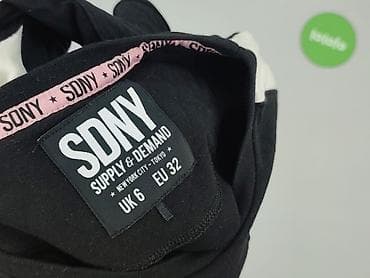 SDNY ★ SDNY ★ SDNY ★ SDNY ★ SDNY
SDNY
SUPPLY & DEMAND
★ NEW YORK CITY - TOKYO ★
UK 6 EU 32